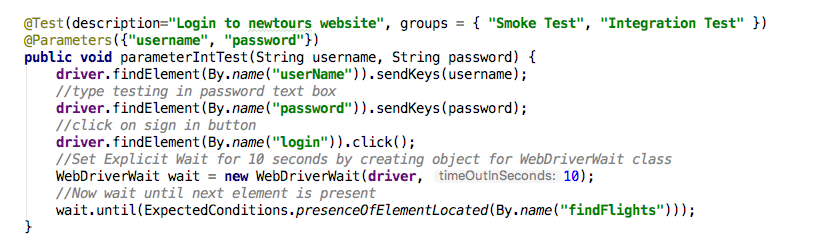 @Test(description="Login to newtours website", groups = { "Smoke Test", "Integration Test" })
@Parameters({"username", "password"})
public void parameterIntTest(String username, String password) {
    driver.findElement(By.name("userName")).sendKeys(username);
    //type testing in password text box
    driver.findElement(By.name("password")).sendKeys(password);
    //click on sign in button
    driver.findElement(By.name("login")).click();
    //Set Explicit Wait for 10 seconds by creating object for WebDriverWait class
    WebDriverWait wait = new WebDriverWait(driver, timeOutInSeconds: 10);
    //Now wait until next element is present
    wait.until(ExpectedConditions.presenceOfElementLocated(By.name("findFlights")));
}